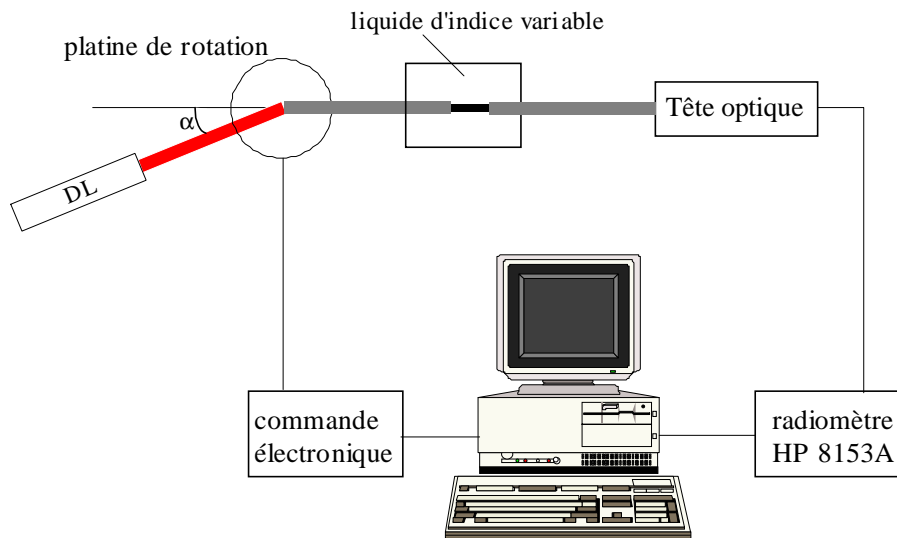 liquide d'indice variable
platine de rotation
Tête optique
α
DL
commande
électronique
radiomètre
HP 8153A